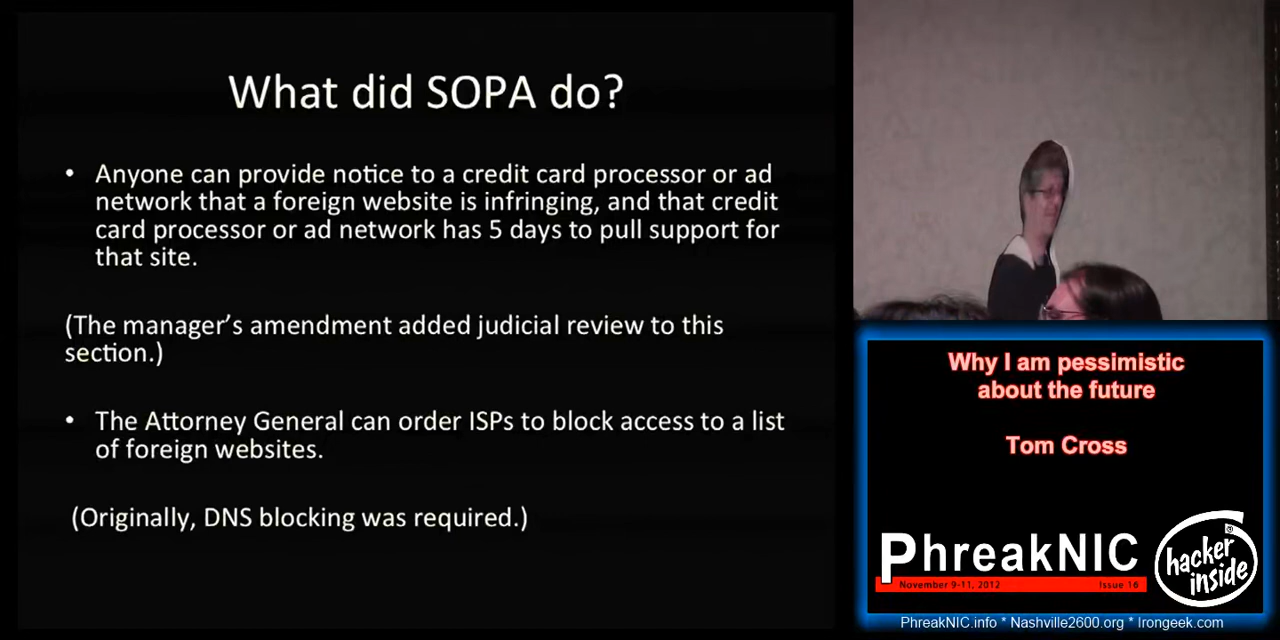 What did SOPA do?
• Anyone can provide notice to a credit card processor or ad
network that a foreign website is infringing, and that credit
card processor or ad network has 5 days to pull support for
that site.
(The manager’s amendment added judicial review to this
section.)
• The Attorney General can order ISPs to block access to a list
of foreign websites.
(Originally, DNS blocking was required.)
Why I am pessimistic
about the future
Tom Cross
PhreakNIC
November 9-11, 2012 Issue 16
hacker
inside
PhreakNIC.info * Nashville2600.org * Irongeek.com